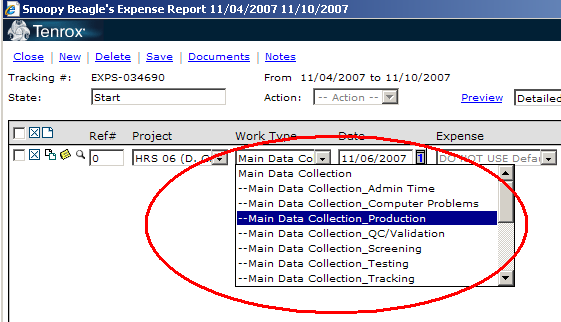 Snoopy Beagle's Expense Report 11/04/2007 11/10/2007
Tenrox
Close | New | Delete | Save | Documents | Notes
Tracking #: EXPS-034690 From 11/04/2007 to 11/10/2007
State: Start Action: -- Action -- Preview Detailed
Ref# Project Work Type Date Expense
0 HRS 06 (D. Main Data Co 11/06/2007 1 DO NOT USE Defau
Main Data Collection
--Main Data Collection_Admin Time
--Main Data Collection_Computer Problems
--Main Data Collection_Production
--Main Data Collection_QC/Validation
--Main Data Collection_Screening
--Main Data Collection_Testing
--Main Data Collection_Tracking